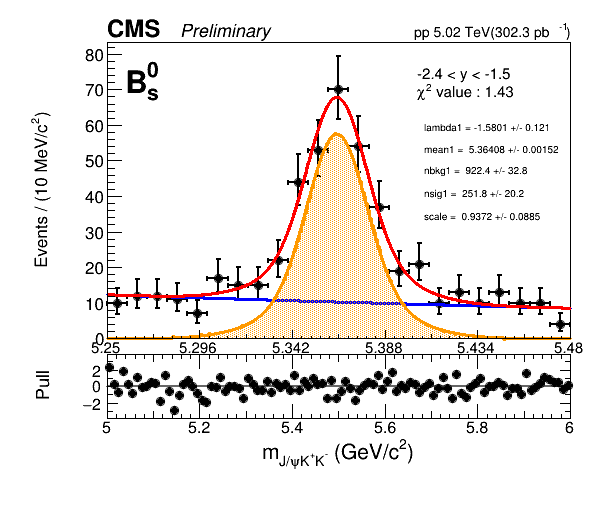 CMS Preliminary pp 5.02 TeV(302.3 pb⁻¹)
B⁰ₛ
-2.4 < y < -1.5
χ² value : 1.43
lambda1 = -1.5801 +/- 0.121
mean1 = 5.36408 +/- 0.00152
nbkg1 = 922.4 +/- 32.8
nsig1 = 251.8 +/- 20.2
scale = 0.9372 +/- 0.0885
Events / (10 MeV/c²)
80
70
60
50
40
30
20
10
0
5.25 5.296 5.342 5.388 5.434 5.48
Pull
2
0
−2
5 5.2 5.4 5.6 5.8 6
m_{J/ψK⁺K⁻} (GeV/c²)